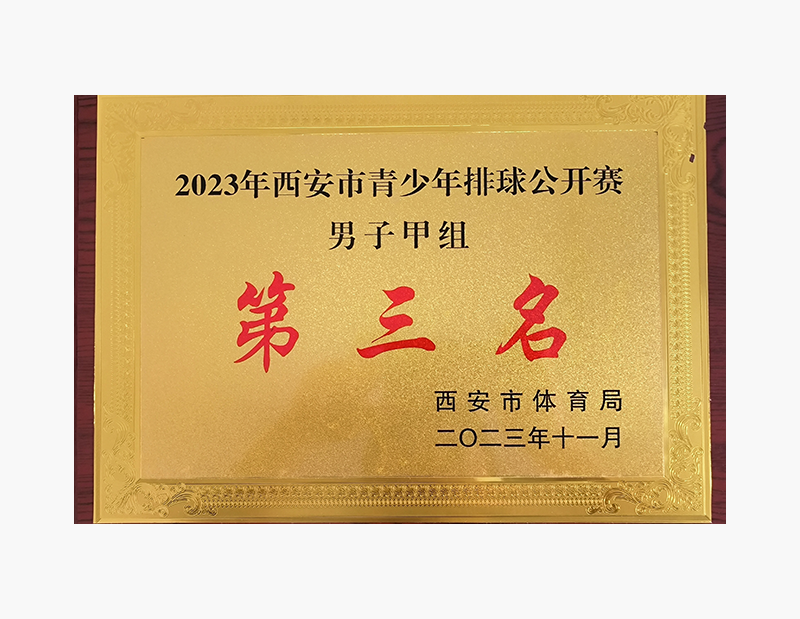 2023年西安市青少年排球公开赛
男子甲组
第三名
西安市体育局
二〇二三年十一月